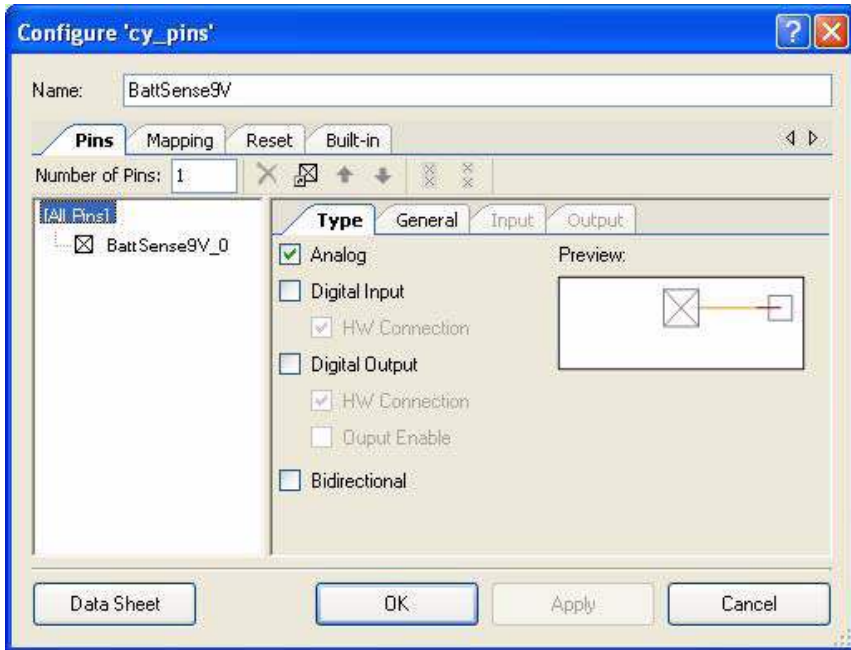 Configure 'cy_pins'
Name: BattSense9V
Pins Mapping Reset Built-in
Number of Pins: 1
[All Pins]
BattSense9V_0
Type General Input Output
Analog
Preview:
Digital Input
HW Connection
Digital Output
HW Connection
Ouput Enable
Bidirectional
Data Sheet OK Apply Cancel